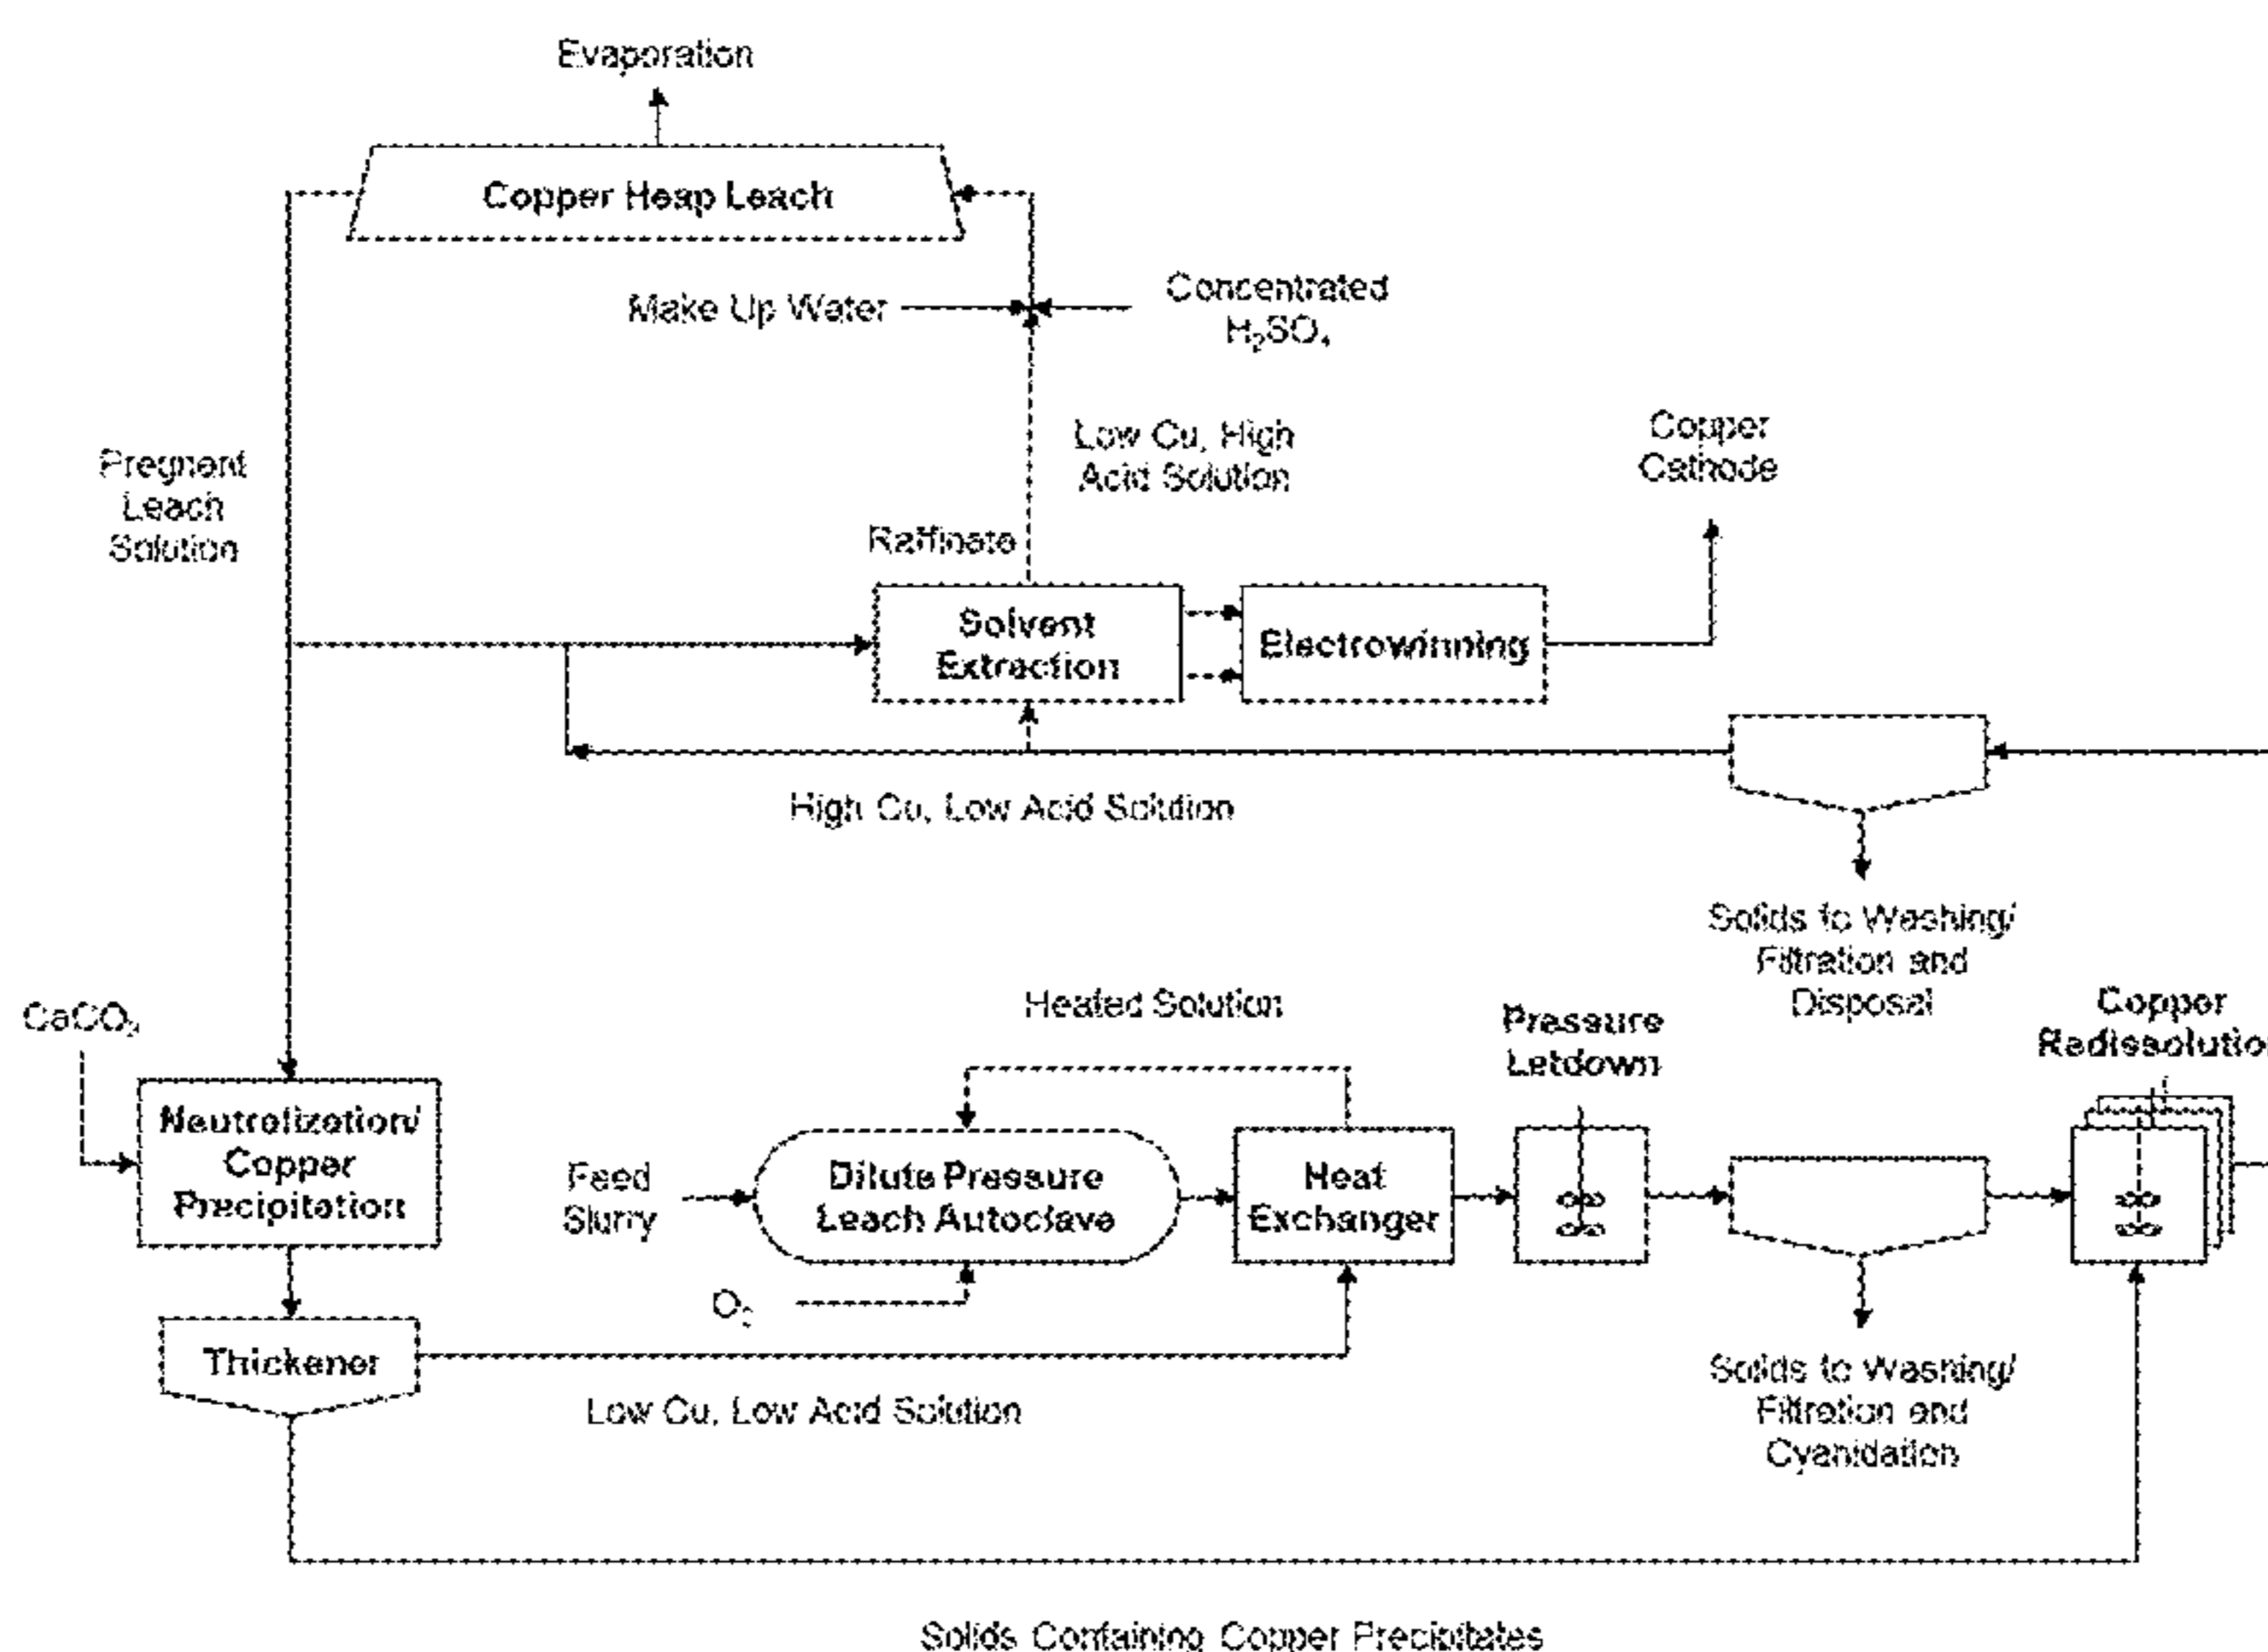 Evaporation
Copper Heap Leach
Make Up Water
Concentrated
H₂SO₄
Pregnant
Leach
Solution
Low Cu, High
Acid Solution
Copper
Cathode
Raffinate
Solvent
Extraction
Electrowinning
High Cu, Low Acid Solution
Solids to Washing/
Filtration and
Disposal
CaCO₃
Heated Solution
Pressure
Letdown
Copper
Redissolutio
Neutralization/
Copper
Precipitation
Feed
Slurry
Dilute Pressure
Leach Autoclave
Heat
Exchanger
O₂
Thickener
Low Cu, Low Acid Solution
Solids to Washing/
Filtration and
Cyanidation
Solids Containing Copper Precipitates